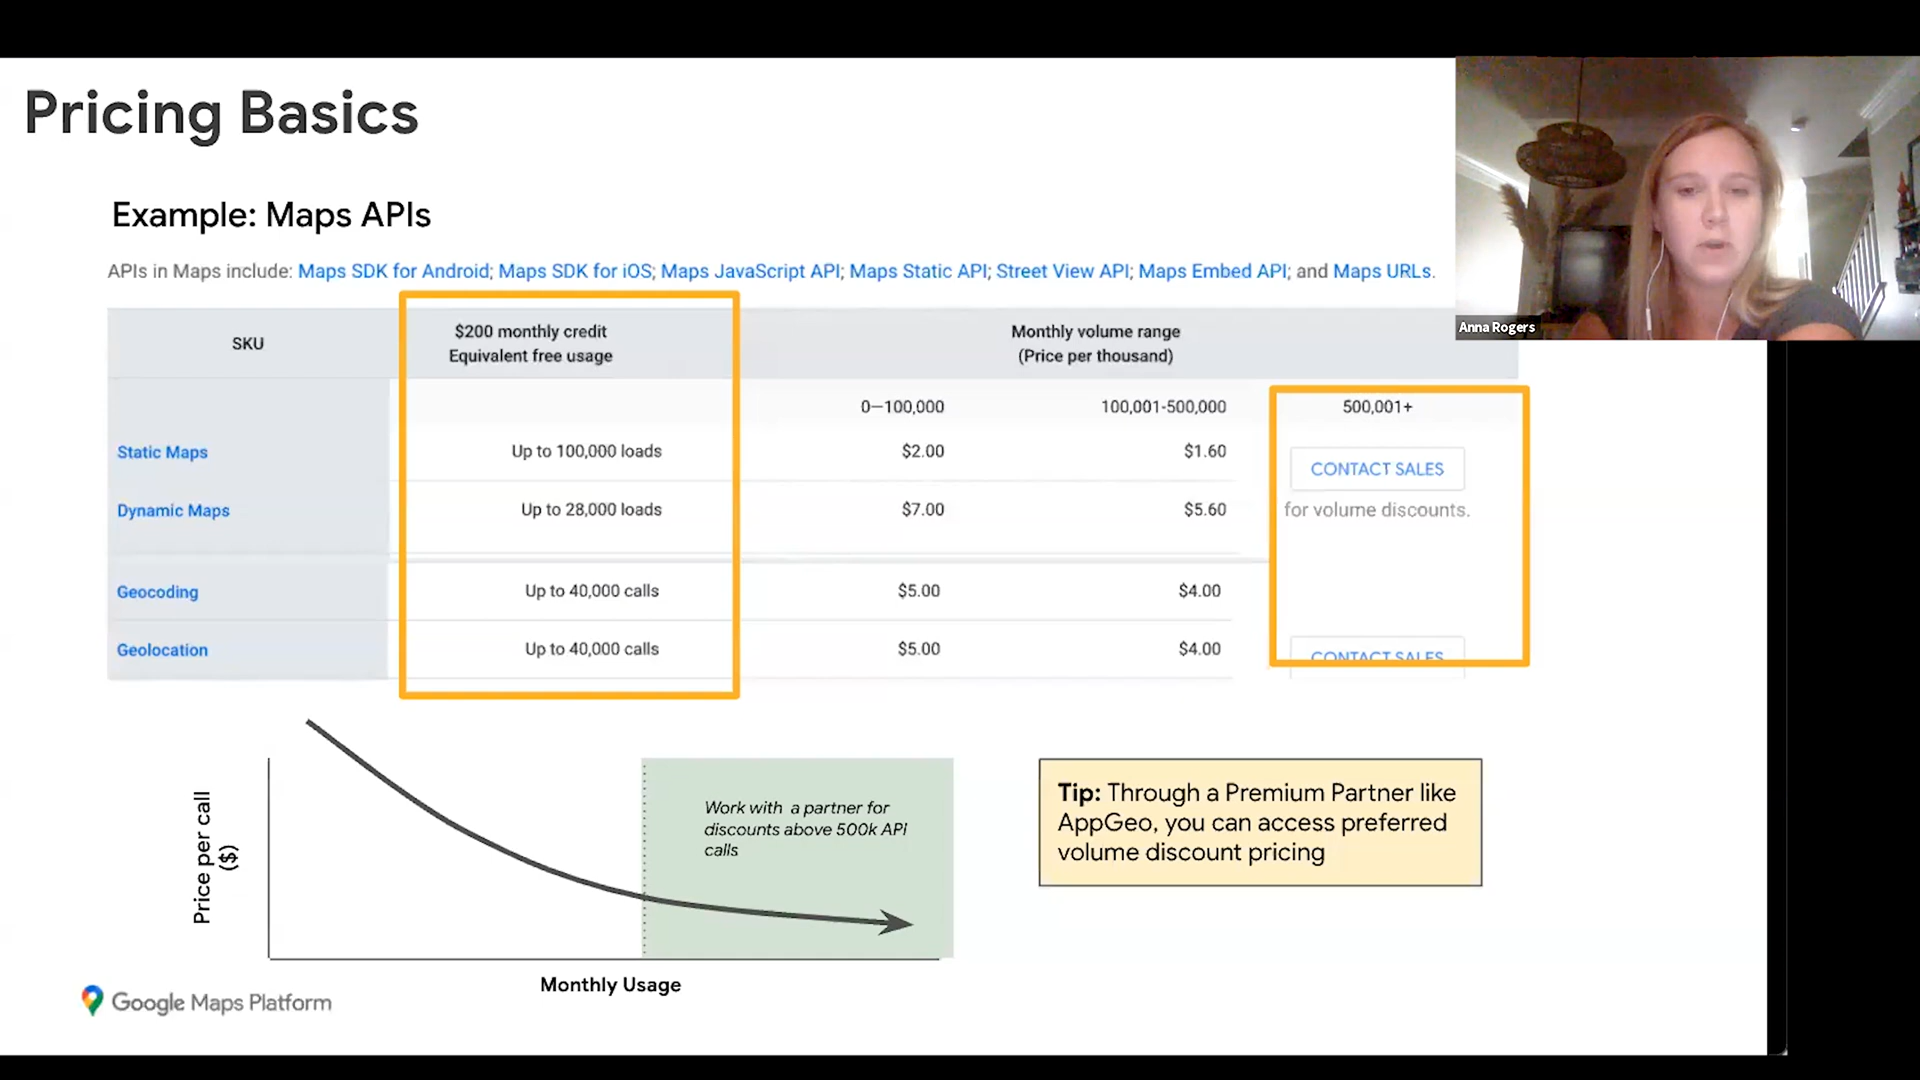 Pricing Basics
Anna Rogers
Example: Maps APIs
APIs in Maps include: Maps SDK for Android; Maps SDK for iOS; Maps JavaScript API; Maps Static API; Street View API; Maps Embed API; and Maps URLs.
SKU
$200 monthly credit
Equivalent free usage
Monthly volume range
(Price per thousand)
0—100,000 100,001-500,000 500,001+
Static Maps Up to 100,000 loads $2.00 $1.60
CONTACT SALES
Dynamic Maps Up to 28,000 loads $7.00 $5.60 for volume discounts.
Geocoding Up to 40,000 calls $5.00 $4.00
Geolocation Up to 40,000 calls $5.00 $4.00
CONTACT SALES
Price per call
($)
Work with a partner for
discounts above 500k API
calls
Monthly Usage
Tip: Through a Premium Partner like
AppGeo, you can access preferred
volume discount pricing
Google Maps Platform